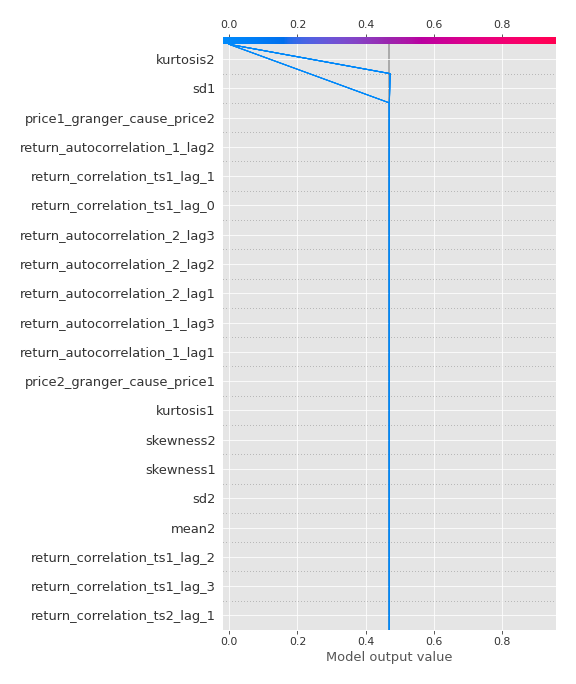 0.0 0.2 0.4 0.6 0.8
kurtosis2
sd1
price1_granger_cause_price2
return_autocorrelation_1_lag2
return_correlation_ts1_lag_1
return_correlation_ts1_lag_0
return_autocorrelation_2_lag3
return_autocorrelation_2_lag2
return_autocorrelation_2_lag1
return_autocorrelation_1_lag3
return_autocorrelation_1_lag1
price2_granger_cause_price1
kurtosis1
skewness2
skewness1
sd2
mean2
return_correlation_ts1_lag_2
return_correlation_ts1_lag_3
return_correlation_ts2_lag_1
0.0 0.2 0.4 0.6 0.8
Model output value